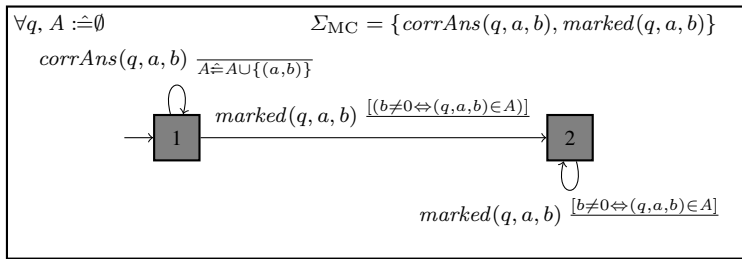 ∀q, A :≙ ∅ Σ_MC = {corrAns(q, a, b), marked(q, a, b)}
corrAns(q, a, b) A≙A∪{(a,b)}
marked(q, a, b) [(b≠0⇔(q,a,b)∈A)]
1 2
marked(q, a, b) [b≠0⇔(q,a,b)∈A]